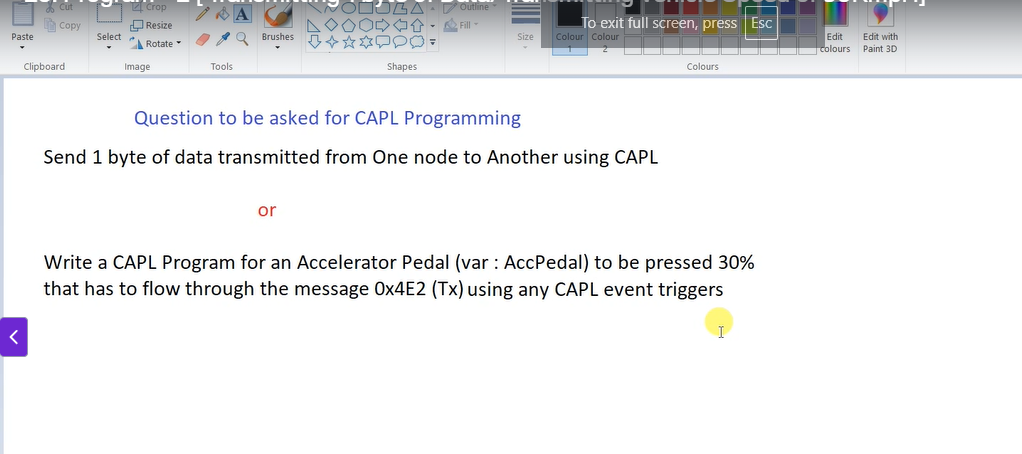 To exit full screen, press Esc
Cut
Crop
Outline
Paste
Select
Resize
Rotate
Brushes
Fill
Size
Colour 1
Colour 2
Edit colours
Edit with Paint 3D
Clipboard
Image
Tools
Shapes
Colours
Question to be asked for CAPL Programming
Send 1 byte of data transmitted from One node to Another using CAPL
or
Write a CAPL Program for an Accelerator Pedal (var : AccPedal) to be pressed 30%
that has to flow through the message 0x4E2 (Tx) using any CAPL event triggers